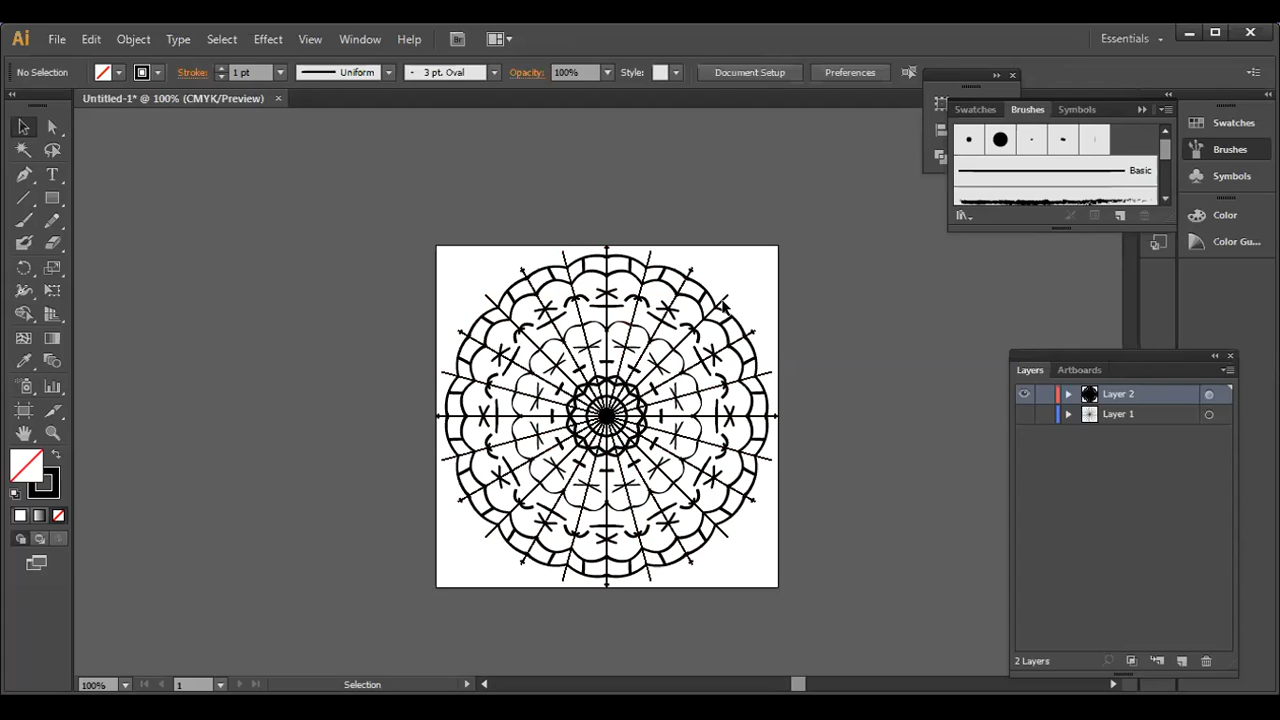 Ai File Edit Object Type Select Effect View Window Help Br Essentials
No Selection Stroke: 1 pt Uniform 3 pt. Oval Opacity: 100% Style: Document Setup Preferences
Untitled-1* @ 100% (CMYK/Preview)
Swatches Brushes Symbols
Basic
Swatches
Brushes
Symbols
Color
Color Gu...
Layers Artboards
Layer 2
Layer 1
2 Layers
100% 1 Selection